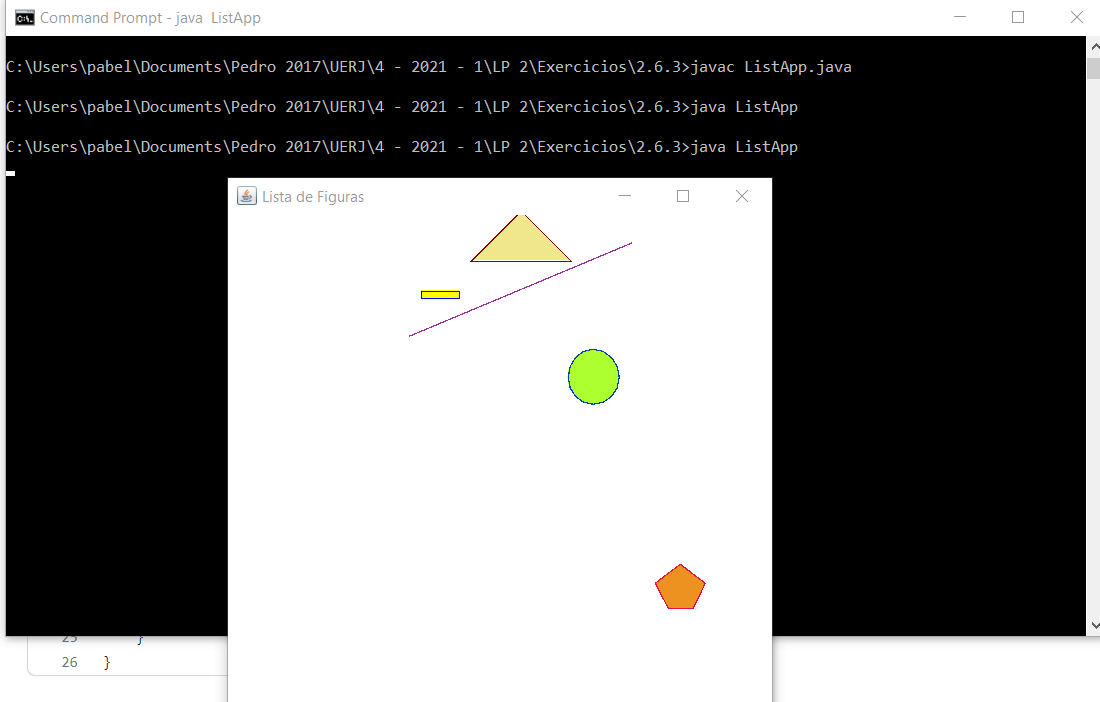 Command Prompt - java  ListApp
C:\Users\pabel\Documents\Pedro 2017\UERJ\4 - 2021 - 1\LP 2\Exercicios\2.6.3>javac ListApp.java
C:\Users\pabel\Documents\Pedro 2017\UERJ\4 - 2021 - 1\LP 2\Exercicios\2.6.3>java ListApp
C:\Users\pabel\Documents\Pedro 2017\UERJ\4 - 2021 - 1\LP 2\Exercicios\2.6.3>java ListApp
Lista de Figuras
25 }
26 }